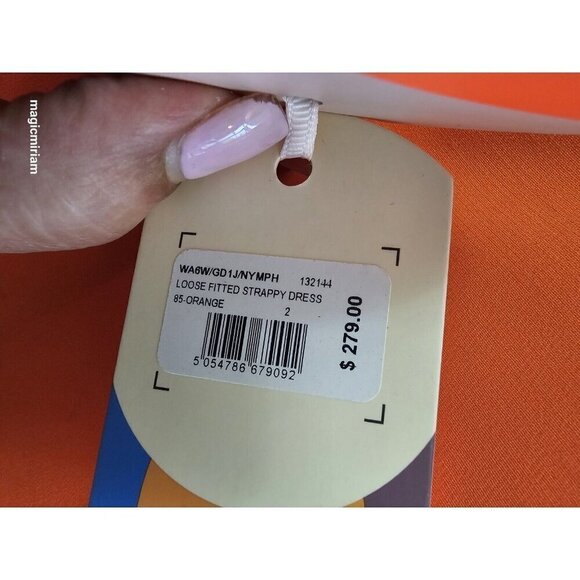 magicmiriam
WA6W/GD1J/NYMPH 132144
LOOSE FITTED STRAPPY DRESS
85-ORANGE 2
5 054786 679092
$ 279.00